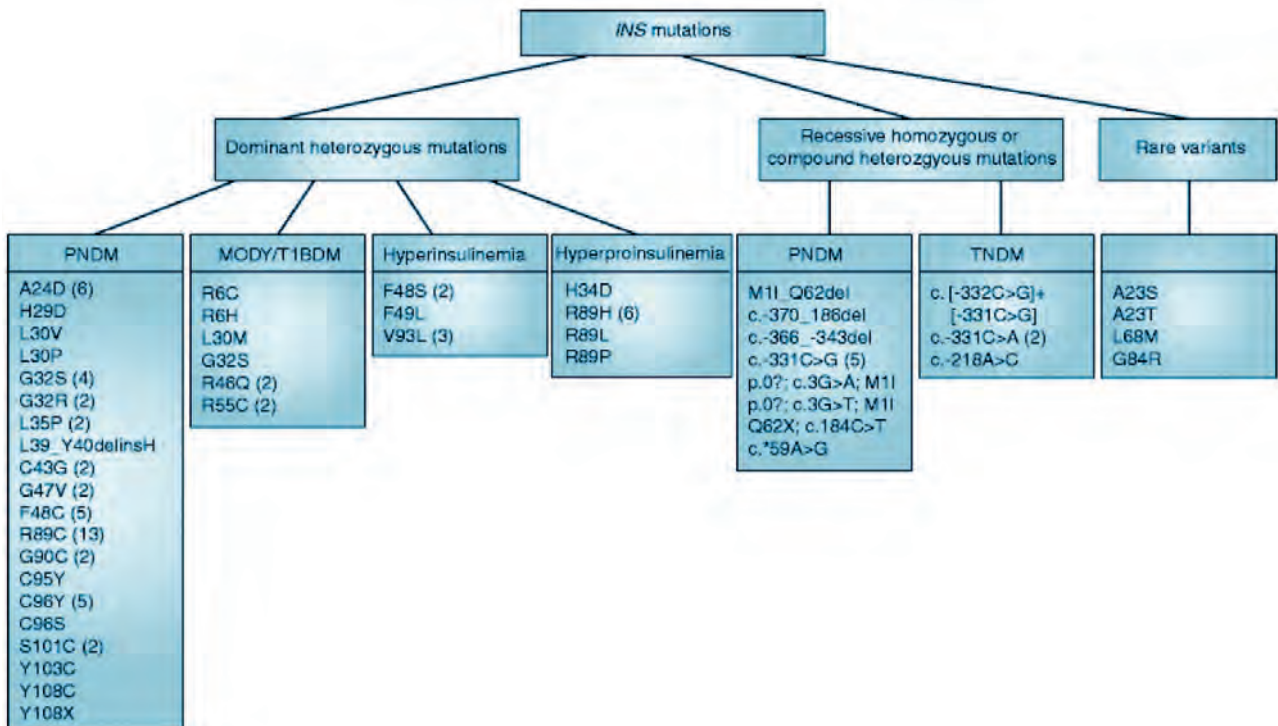 INS mutations
Dominant heterozygous mutations
Recessive homozygous or
compound heterozgyous mutations
Rare variants
PNDM
A24D (6)
H29D
L30V
L30P
G32S (4)
G32R (2)
L35P (2)
L39_Y40delinsH
C43G (2)
G47V (2)
F48C (5)
R89C (13)
G90C (2)
C95Y
C96Y (5)
C96S
S101C (2)
Y103C
Y108C
Y108X
MODY/T1BDM
R6C
R6H
L30M
G32S
R46Q (2)
R55C (2)
Hyperinsulinemia
F48S (2)
F49L
V93L (3)
Hyperproinsulinemia
H34D
R89H (6)
R89L
R89P
PNDM
M1I_Q62del
c.-370_186del
c.-366_-343del
c.-331C>G (5)
p.0?; c.3G>A; M1I
p.0?; c.3G>T; M1I
Q62X; c.184C>T
c.*59A>G
TNDM
c. [-332C>G]+
[-331C>G]
c.-331C>A (2)
c.-218A>C
A23S
A23T
L68M
G84R